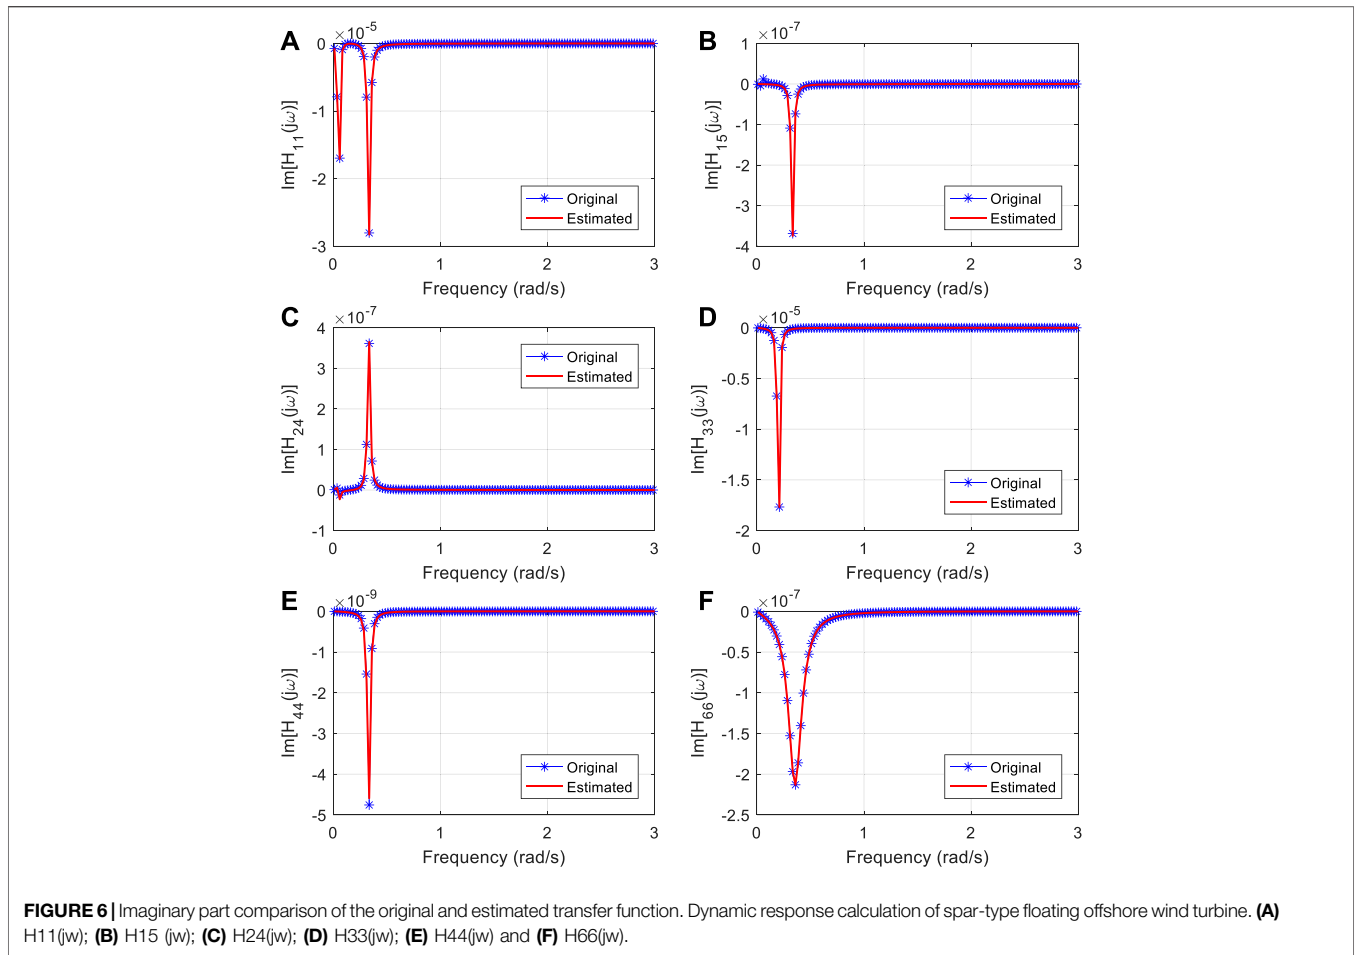 A
× 10^-5
0
-1
-2
-3
Im[H_11(jω)]
Original
Estimated
0 1 2 3
Frequency (rad/s)
B
× 10^-7
1
0
-1
-2
-3
-4
Im[H_15(jω)]
Original
Estimated
0 1 2 3
Frequency (rad/s)
C
× 10^-7
4
3
2
1
0
-1
Im[H_24(jω)]
Original
Estimated
0 1 2 3
Frequency (rad/s)
D
× 10^-5
0
-0.5
-1
-1.5
-2
Im[H_33(jω)]
Original
Estimated
0 1 2 3
Frequency (rad/s)
E
× 10^-9
0
-1
-2
-3
-4
-5
Im[H_44(jω)]
Original
Estimated
0 1 2 3
Frequency (rad/s)
F
× 10^-7
0
-0.5
-1
-1.5
-2
-2.5
Im[H_66(jω)]
Original
Estimated
0 1 2 3
Frequency (rad/s)
FIGURE 6 | Imaginary part comparison of the original and estimated transfer function. Dynamic response calculation of spar-type floating offshore wind turbine. (A)
H11(jw); (B) H15 (jw); (C) H24(jw); (D) H33(jw); (E) H44(jw) and (F) H66(jw).